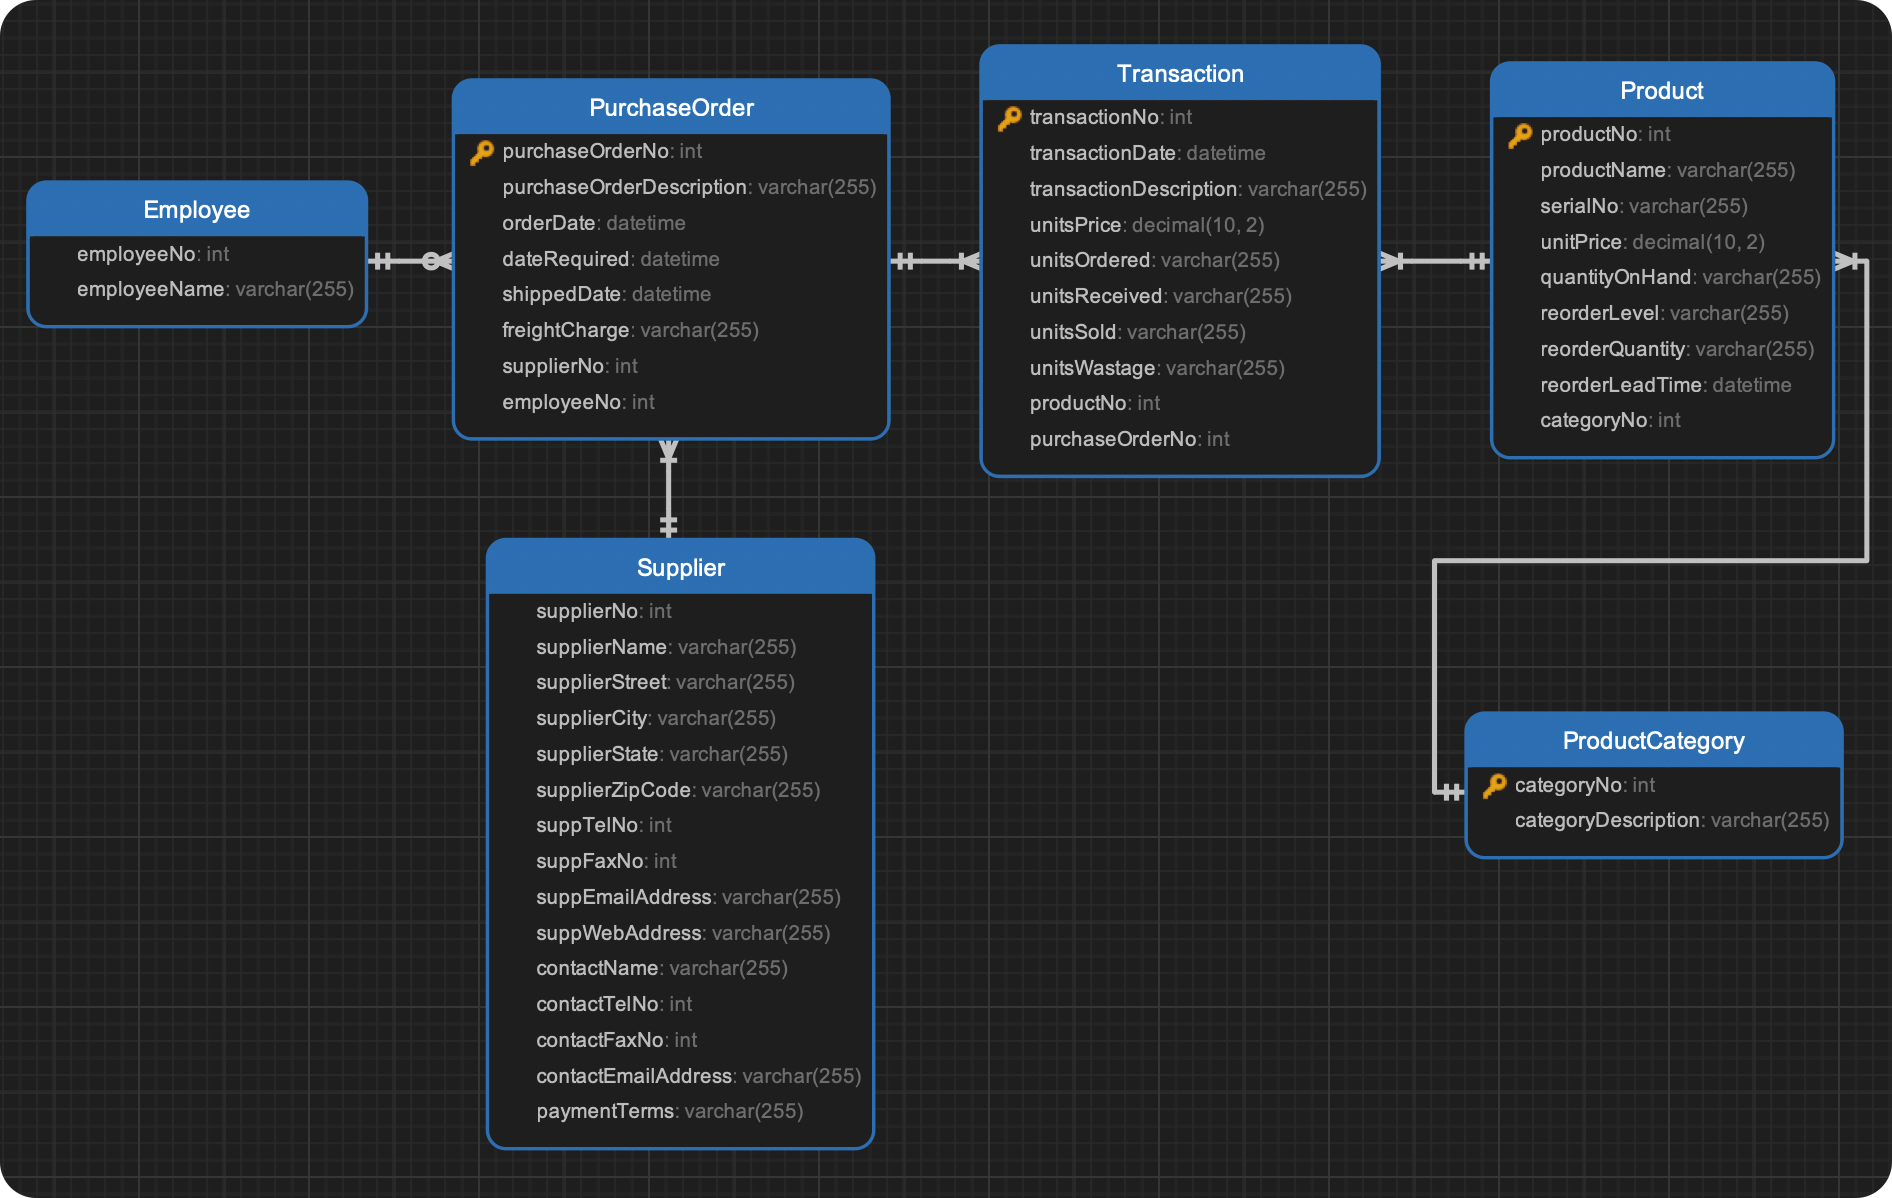 Employee
employeeNo: int
employeeName: varchar(255)
PurchaseOrder
purchaseOrderNo: int
purchaseOrderDescription: varchar(255)
orderDate: datetime
dateRequired: datetime
shippedDate: datetime
freightCharge: varchar(255)
supplierNo: int
employeeNo: int
Transaction
transactionNo: int
transactionDate: datetime
transactionDescription: varchar(255)
unitsPrice: decimal(10, 2)
unitsOrdered: varchar(255)
unitsReceived: varchar(255)
unitsSold: varchar(255)
unitsWastage: varchar(255)
productNo: int
purchaseOrderNo: int
Product
productNo: int
productName: varchar(255)
serialNo: varchar(255)
unitPrice: decimal(10, 2)
quantityOnHand: varchar(255)
reorderLevel: varchar(255)
reorderQuantity: varchar(255)
reorderLeadTime: datetime
categoryNo: int
Supplier
supplierNo: int
supplierName: varchar(255)
supplierStreet: varchar(255)
supplierCity: varchar(255)
supplierState: varchar(255)
supplierZipCode: varchar(255)
suppTelNo: int
suppFaxNo: int
suppEmailAddress: varchar(255)
suppWebAddress: varchar(255)
contactName: varchar(255)
contactTelNo: int
contactFaxNo: int
contactEmailAddress: varchar(255)
paymentTerms: varchar(255)
ProductCategory
categoryNo: int
categoryDescription: varchar(255)